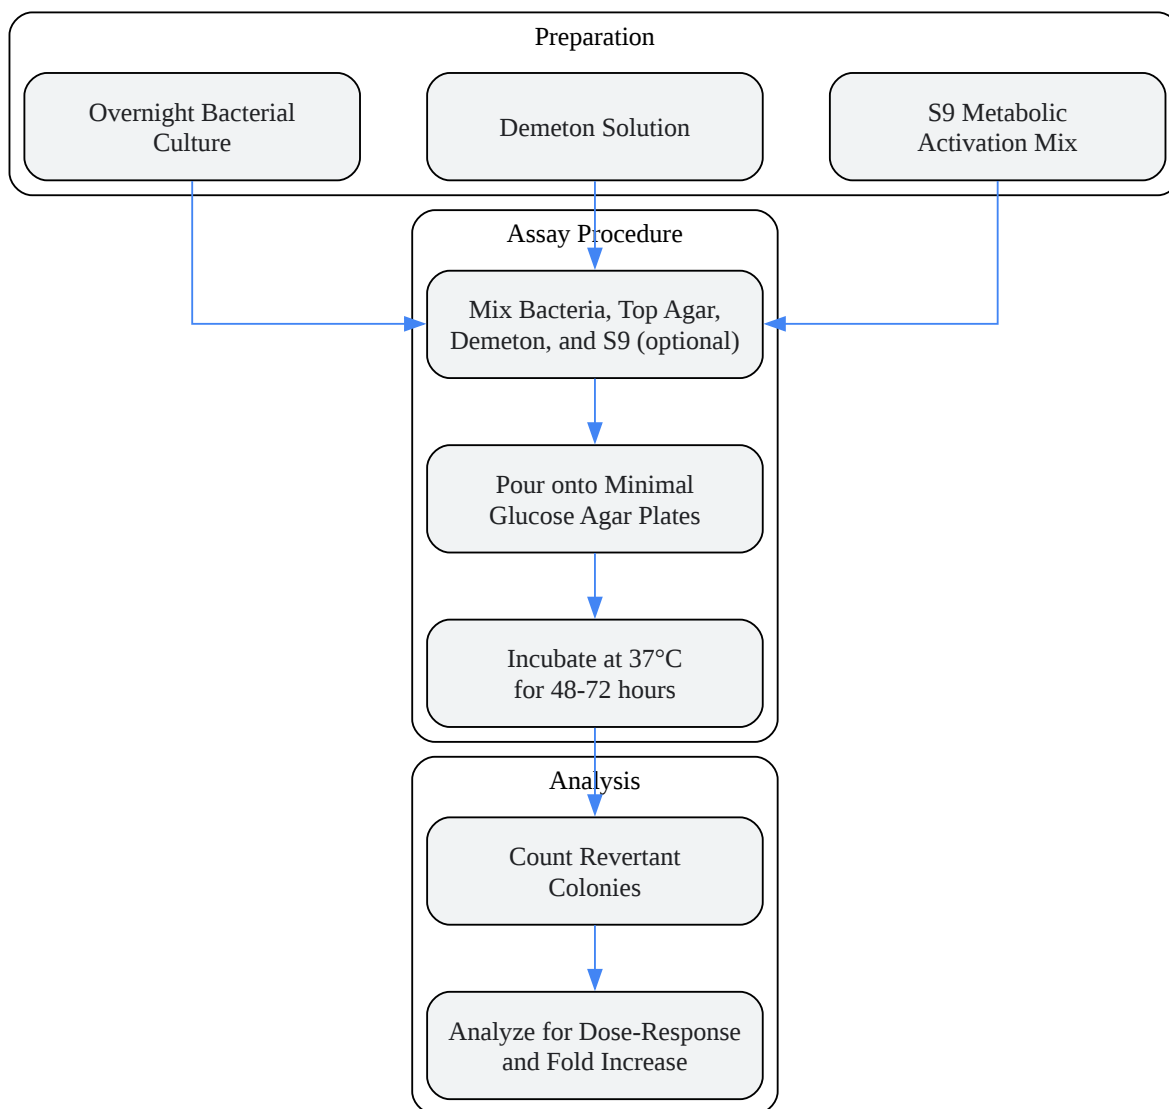 Preparation
Overnight Bacterial
Culture
Demeton Solution
S9 Metabolic
Activation Mix
Assay Procedure
Mix Bacteria, Top Agar,
Demeton, and S9 (optional)
Pour onto Minimal
Glucose Agar Plates
Incubate at 37°C
for 48-72 hours
Analysis
Count Revertant
Colonies
Analyze for Dose-Response
and Fold Increase